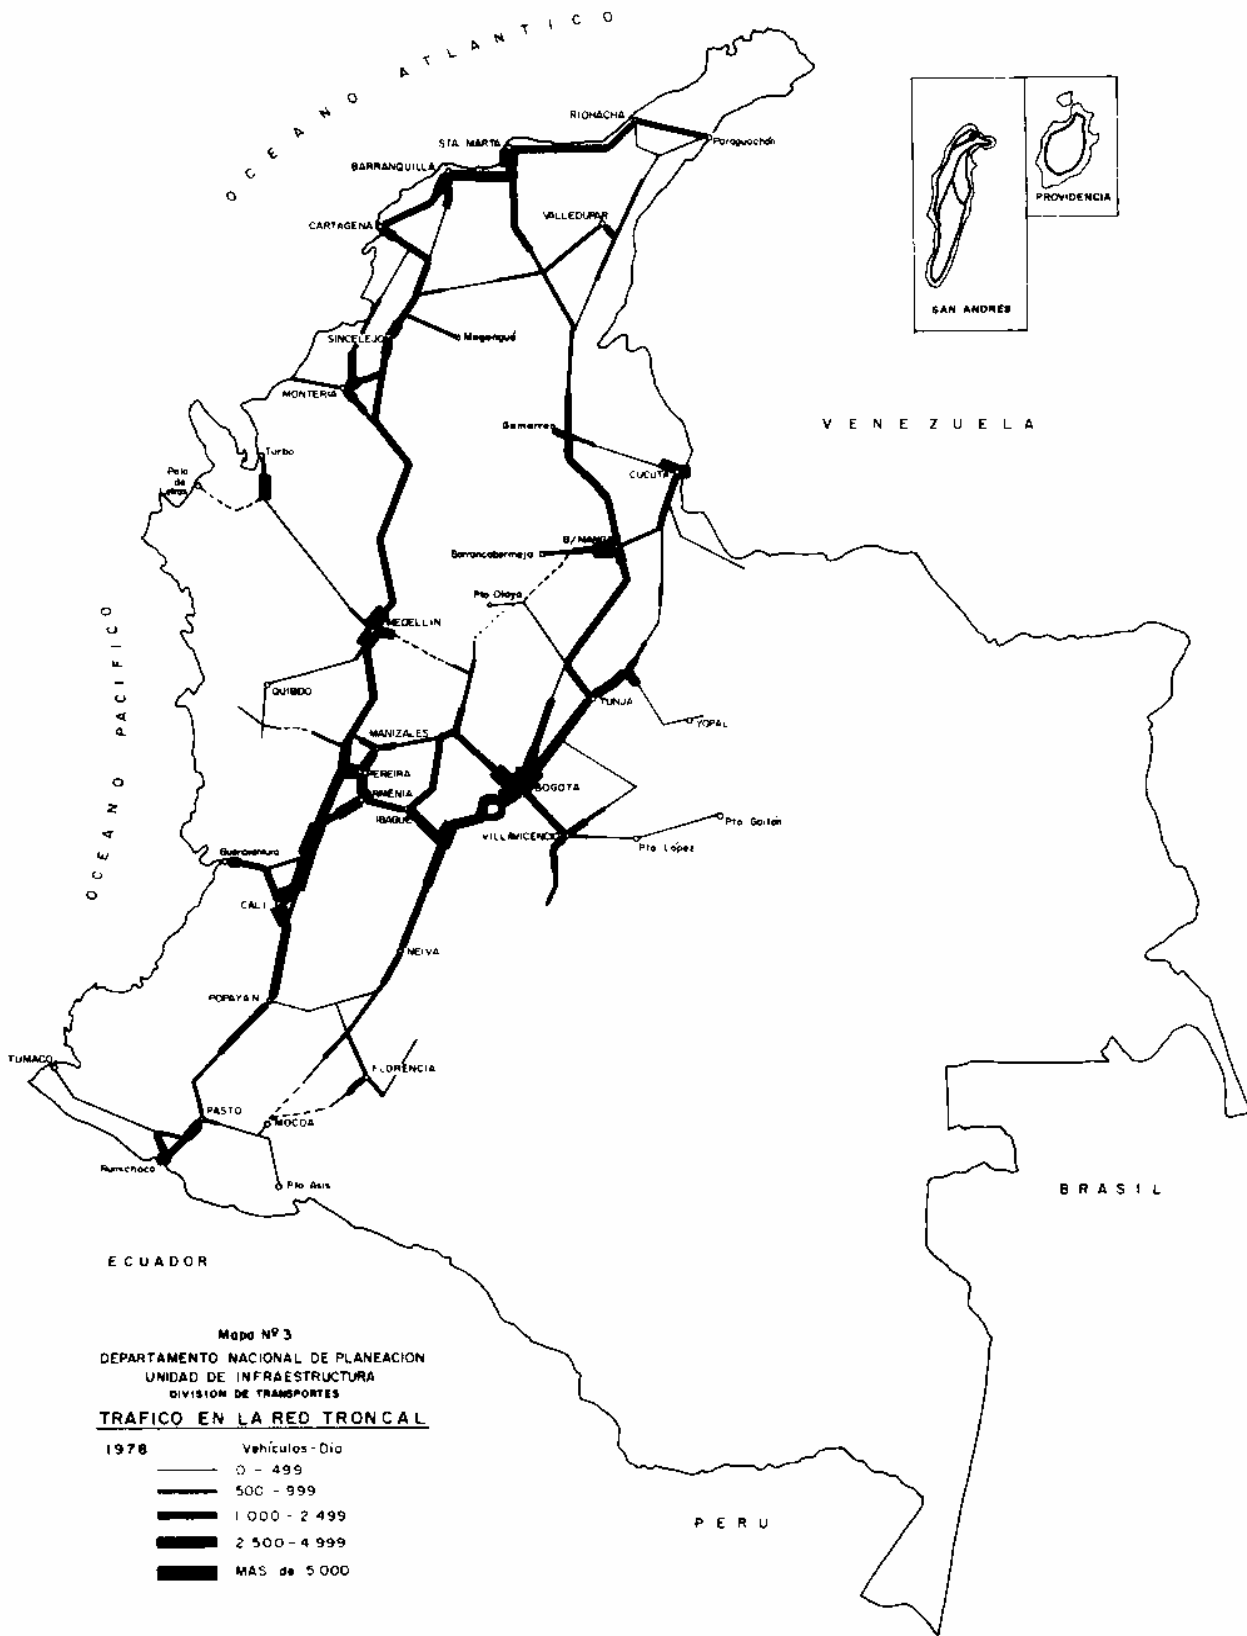 OCEANO ATLANTICO
RIOHACHA
STA. MARTA
Paraguachón
BARRANQUILLA
PROVIDENCIA
VALLEDUPAR
CARTAGENA
SAN ANDRES
SINCELEJO
Magangué
MONTERIA
VENEZUELA
Gamarra
Turbo
CUCUTA
Palo
de
Letras
B/MANGA
Barrancabermeja
Pto Olaya
MEDELLIN
OCEANO PACIFICO
QUIBDO
TUNJA
YOPAL
MANIZALES
PEREIRA
ARMENIA
BOGOTA
IBAGUE
VILLAVICENCIO
Pto Gaitán
Pto López
Buenaventura
CALI
NEIVA
POPAYAN
TUMACO
FLORENCIA
PASTO
MOCOA
Rumichaca
Pto Asis
BRASIL
ECUADOR
Mapa Nº 3
DEPARTAMENTO NACIONAL DE PLANEACION
UNIDAD DE INFRAESTRUCTURA
DIVISION DE TRANSPORTES
TRAFICO EN LA RED TRONCAL
1978 Vehículos-Día
0 - 499
500 - 999
1 000 - 2 499
2 500 - 4 999
MAS de 5 000
PERU